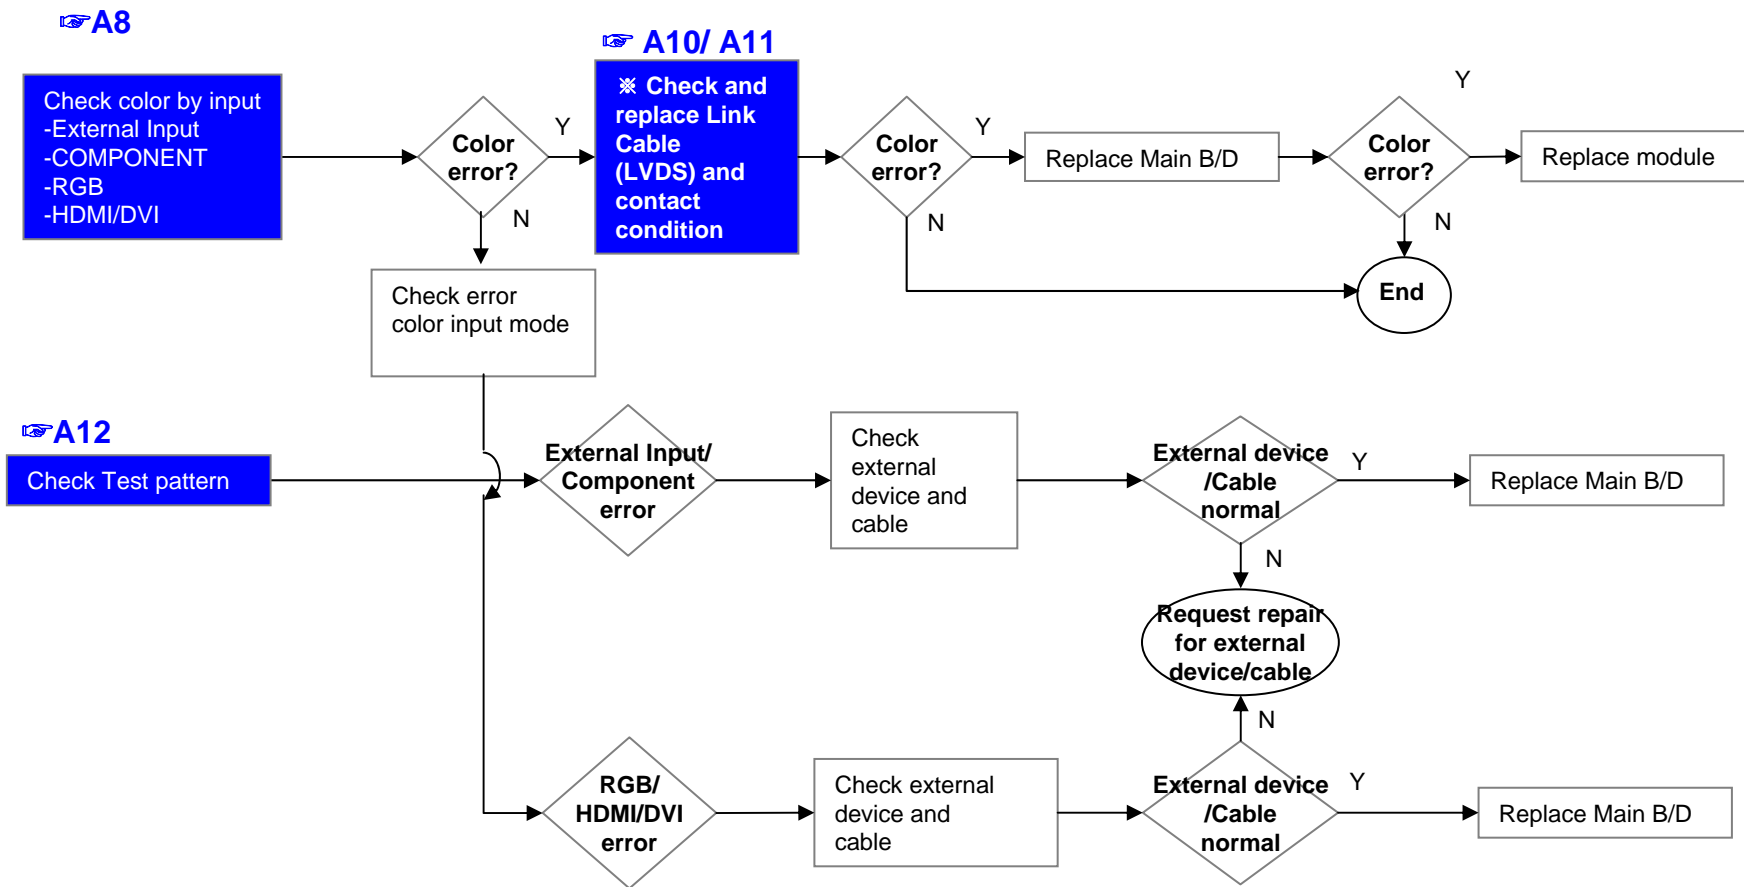 ☞A8
☞ A10/ A11
Check color by input
-External Input
-COMPONENT
-RGB
-HDMI/DVI
Color
error?
Y
N
※ Check and
replace Link
Cable
(LVDS) and
contact
condition
Color
error?
Y
N
Replace Main B/D
Color
error?
Y
N
Replace module
End
Check error
color input mode
☞A12
Check Test pattern
External Input/
Component
error
Check
external
device and
cable
External device
/Cable
normal
Y
N
Replace Main B/D
Request repair
for external
device/cable
N
RGB/
HDMI/DVI
error
Check external
device and
cable
External device
/Cable
normal
Y
Replace Main B/D